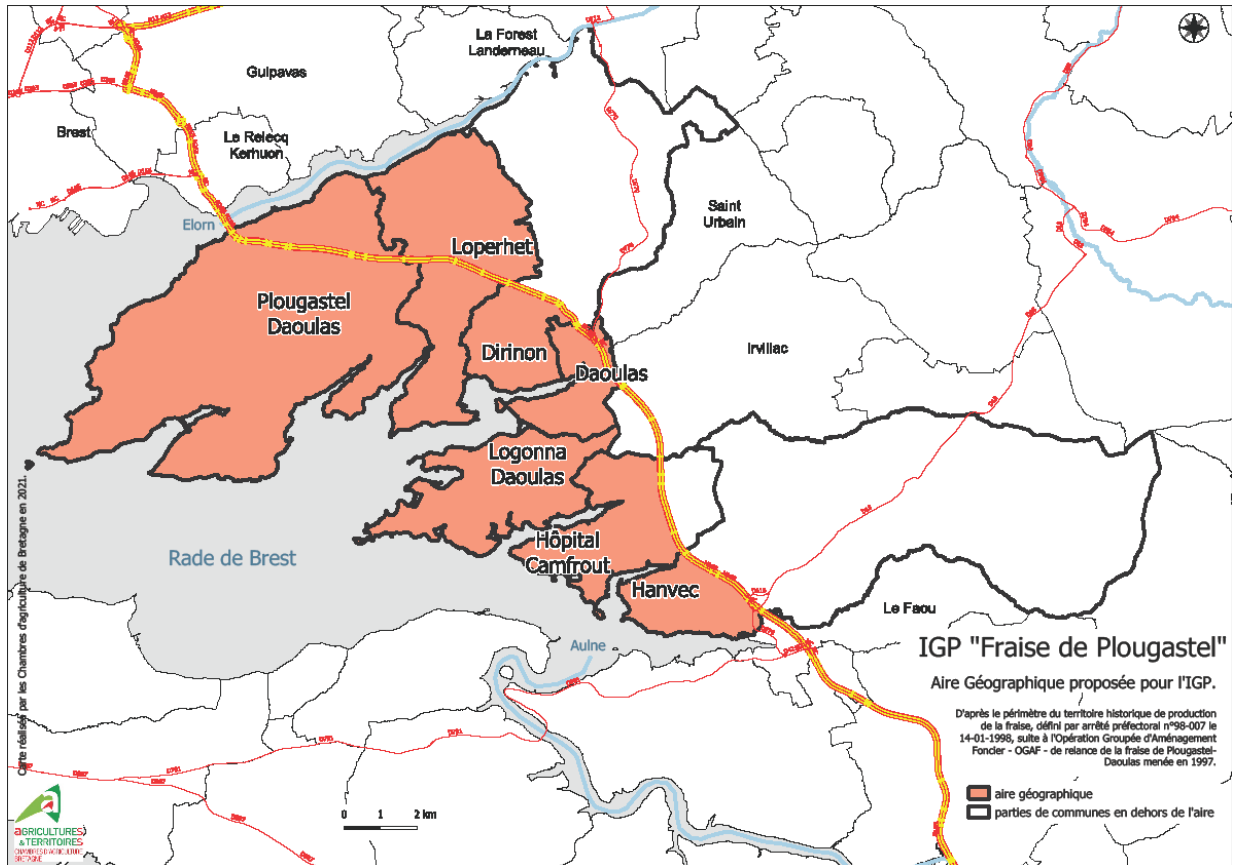 La Forest
Landerneau
Guipavas
Brest
Le Relecq
Kerhuon
Elorn
Saint
Urbain
Loperhet
Plougastel
Daoulas
Dirinon
Irvillac
Daoulas
Logonna
Daoulas
Rade de Brest
Hôpital
Camfrout
Hanvec
Le Faou
Aulne
IGP "Fraise de Plougastel"
Aire Géographique proposée pour l'IGP.
D'après le périmètre du territoire historique de production
de la fraise, défini par arrêté préfectoral n°98-007 le
14-01-1998, suite à l'Opération Groupée d'Aménagement
Foncier - OGAF - de relance de la fraise de Plougastel-
Daoulas menée en 1997.
aire géographique
parties de communes en dehors de l'aire
0 1 2 km
Carte réalisée par les Chambres d'agriculture de Bretagne en 2021.
AGRICULTURES
& TERRITOIRES
CHAMBRES D'AGRICULTURE
BRETAGNE